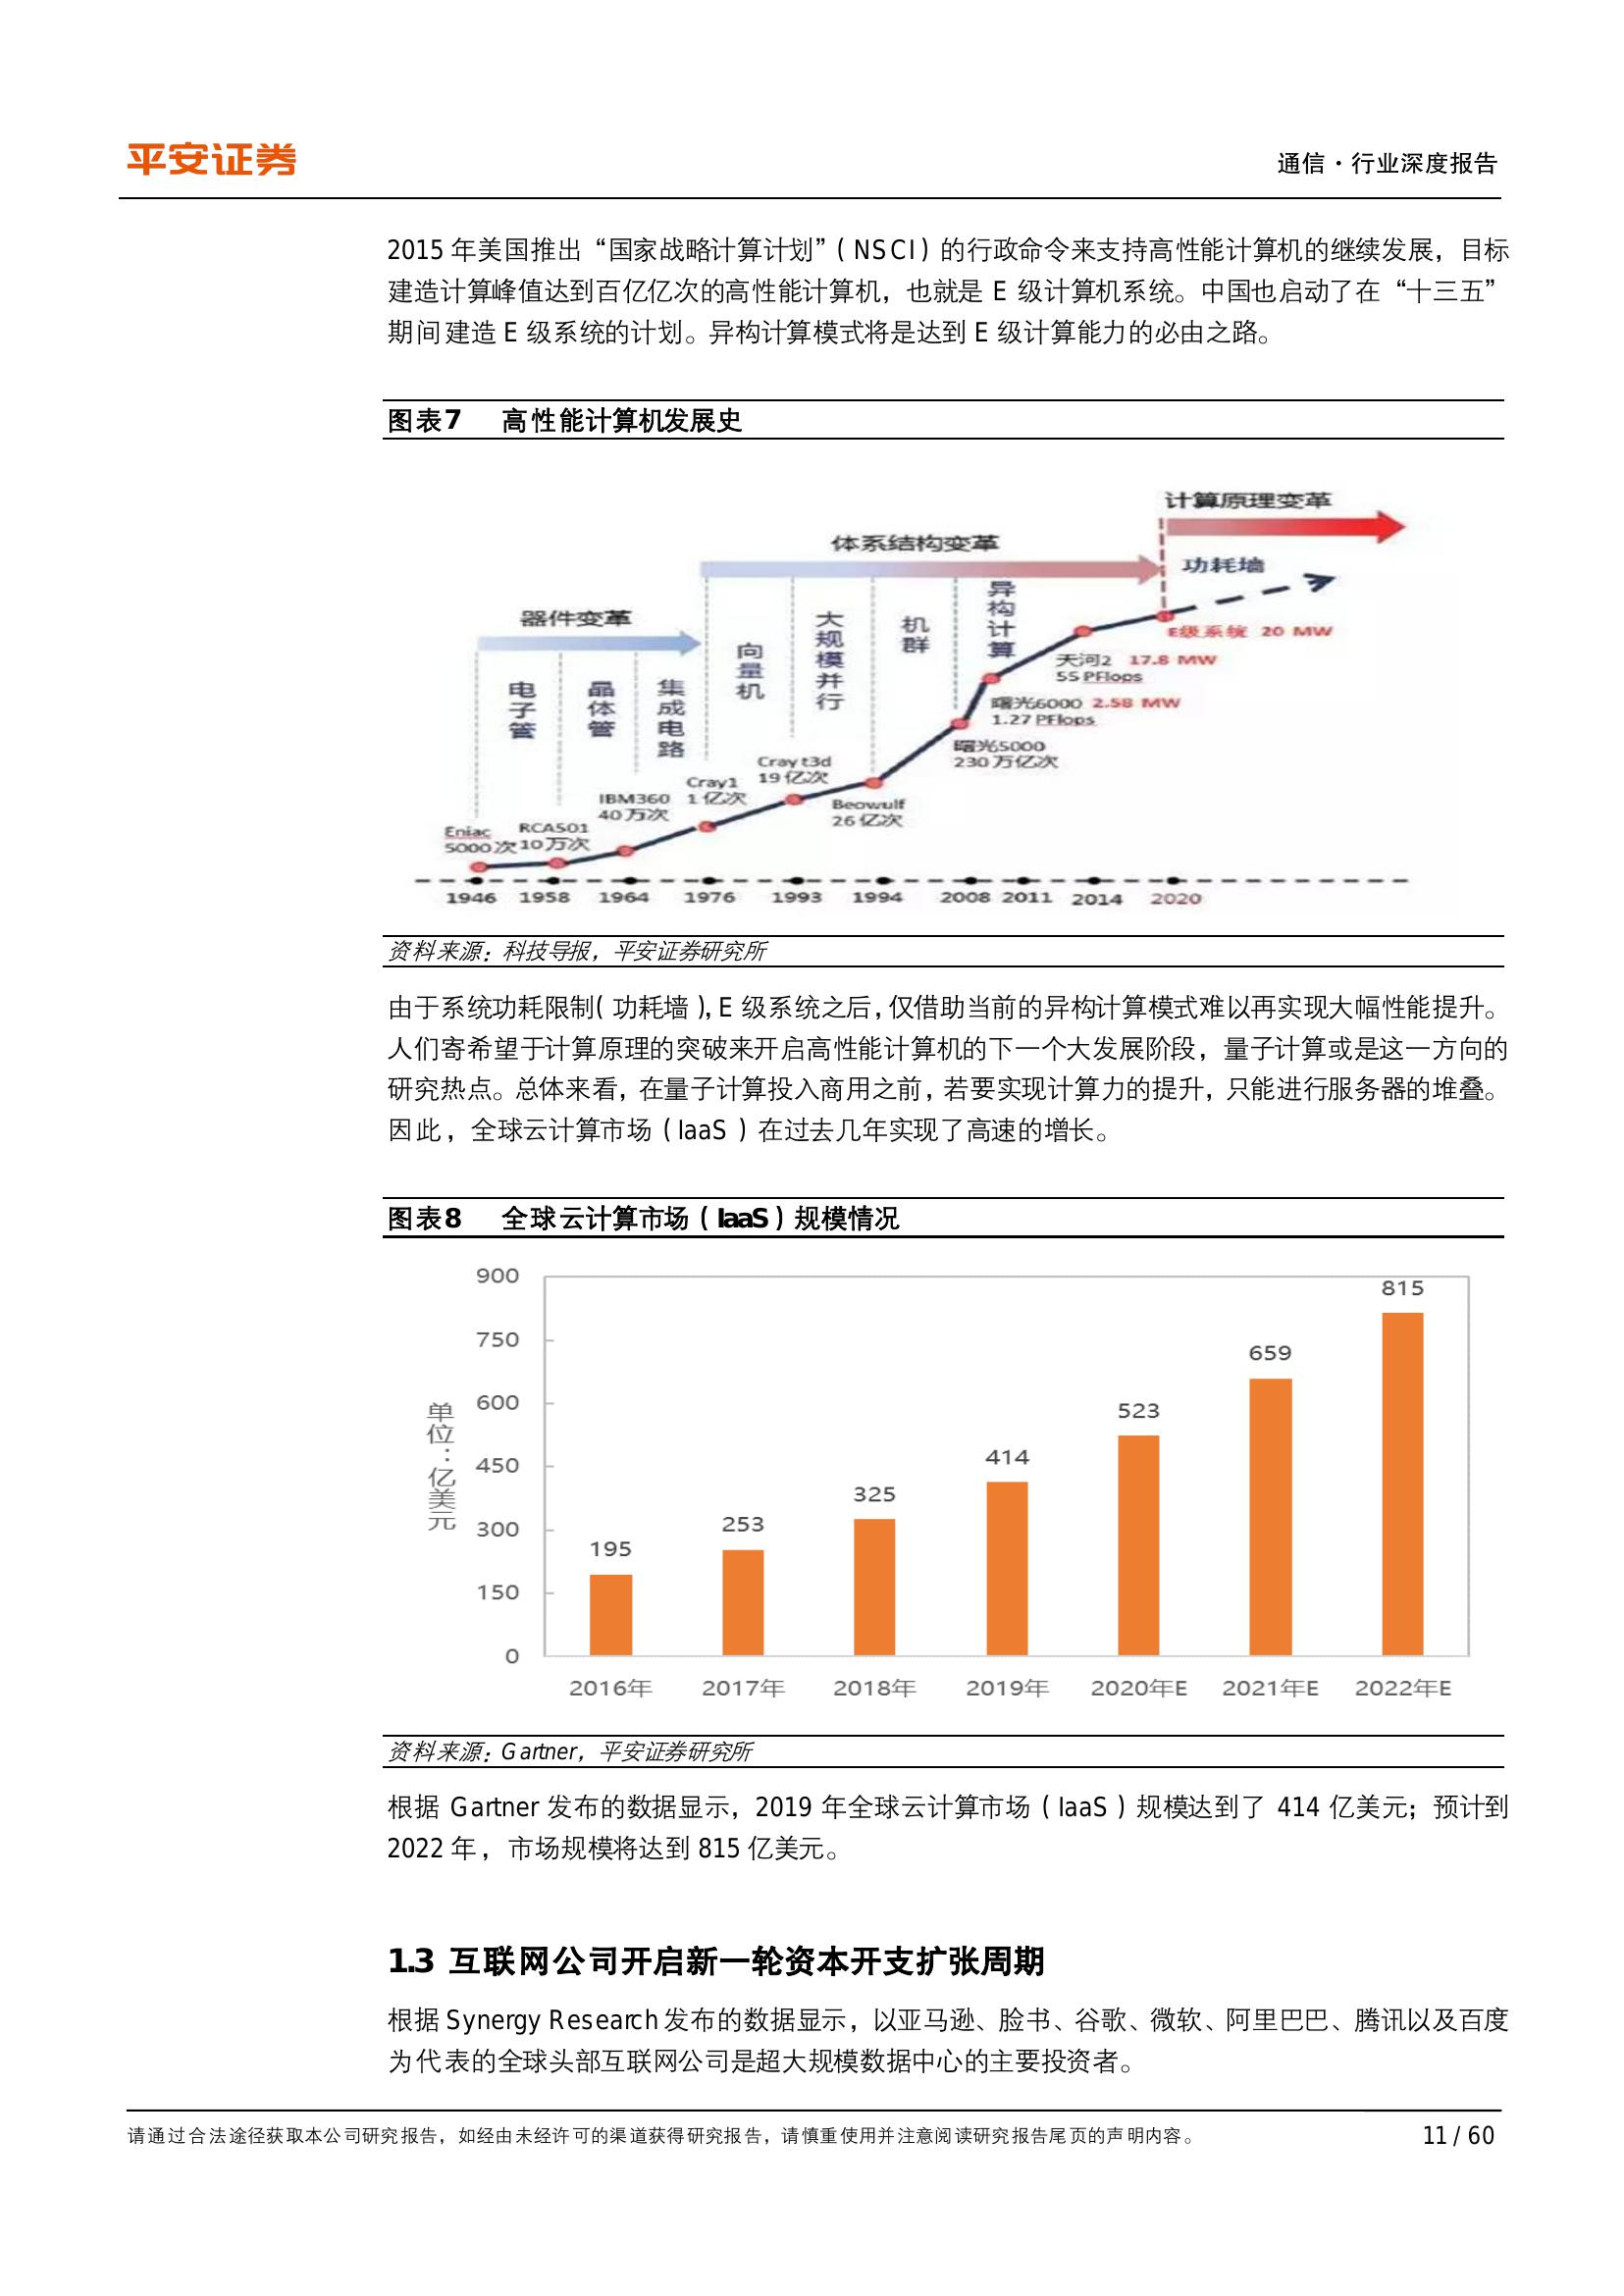 平安证券
通信·行业深度报告
2015 年美国推出“国家战略计算计划”(NSCI)的行政命令来支持高性能计算机的继续发展，目标
建造计算峰值达到百亿亿次的高性能计算机，也就是 E 级计算机系统。中国也启动了在“十三五”
期间建造 E 级系统的计划。异构计算模式将是达到 E 级计算能力的必由之路。
图表7 高性能计算机发展史
计算原理变革
体系结构变革
功耗墙
器件变革
电子管
晶体管
集成电路
向量机
大规模并行
机群
异构计算
E级系统 20 MW
天河2 17.8 MW
55 PFlops
曙光6000 2.58 MW
1.27 PFlops
曙光5000
230万亿次
Cray t3d
19亿次
Cray1
1亿次
Beowulf
26亿次
IBM360
40万次
RCA501
10万次
Eniac
5000次
1946 1958 1964 1976 1993 1994 2008 2011 2014 2020
资料来源：科技导报，平安证券研究所
由于系统功耗限制(功耗墙),E 级系统之后,仅借助当前的异构计算模式难以再实现大幅性能提升。
人们寄希望于计算原理的突破来开启高性能计算机的下一个大发展阶段，量子计算或是这一方向的
研究热点。总体来看，在量子计算投入商用之前，若要实现计算力的提升，只能进行服务器的堆叠。
因此，全球云计算市场（IaaS）在过去几年实现了高速的增长。
图表8 全球云计算市场（IaaS）规模情况
单位：亿美元
900
750
600
450
300
150
0
195
253
325
414
523
659
815
2016年 2017年 2018年 2019年 2020年E 2021年E 2022年E
资料来源：Gartner，平安证券研究所
根据 Gartner 发布的数据显示，2019 年全球云计算市场（IaaS）规模达到了 414 亿美元；预计到
2022 年，市场规模将达到 815 亿美元。
1.3 互联网公司开启新一轮资本开支扩张周期
根据 Synergy Research 发布的数据显示，以亚马逊、脸书、谷歌、微软、阿里巴巴、腾讯以及百度
为代表的全球头部互联网公司是超大规模数据中心的主要投资者。
请通过合法途径获取本公司研究报告，如经由未经许可的渠道获得研究报告，请慎重使用并注意阅读研究报告尾页的声明内容。
11 / 60